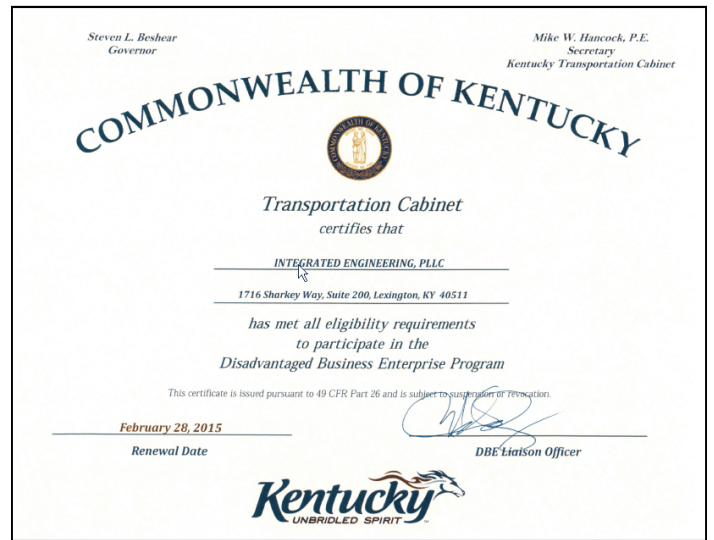 Steven L. Beshear
Governor
Mike W. Hancock, P.E.
Secretary
Kentucky Transportation Cabinet
COMMONWEALTH OF KENTUCKY
Transportation Cabinet
certifies that
INTEGRATED ENGINEERING, PLLC
1716 Sharkey Way, Suite 200, Lexington, KY 40511
has met all eligibility requirements
to participate in the
Disadvantaged Business Enterprise Program
This certificate is issued pursuant to 49 CFR Part 26 and is subject to suspension or revocation.
February 28, 2015
Renewal Date
DBE Liaison Officer
Kentucky
UNBRIDLED SPIRIT